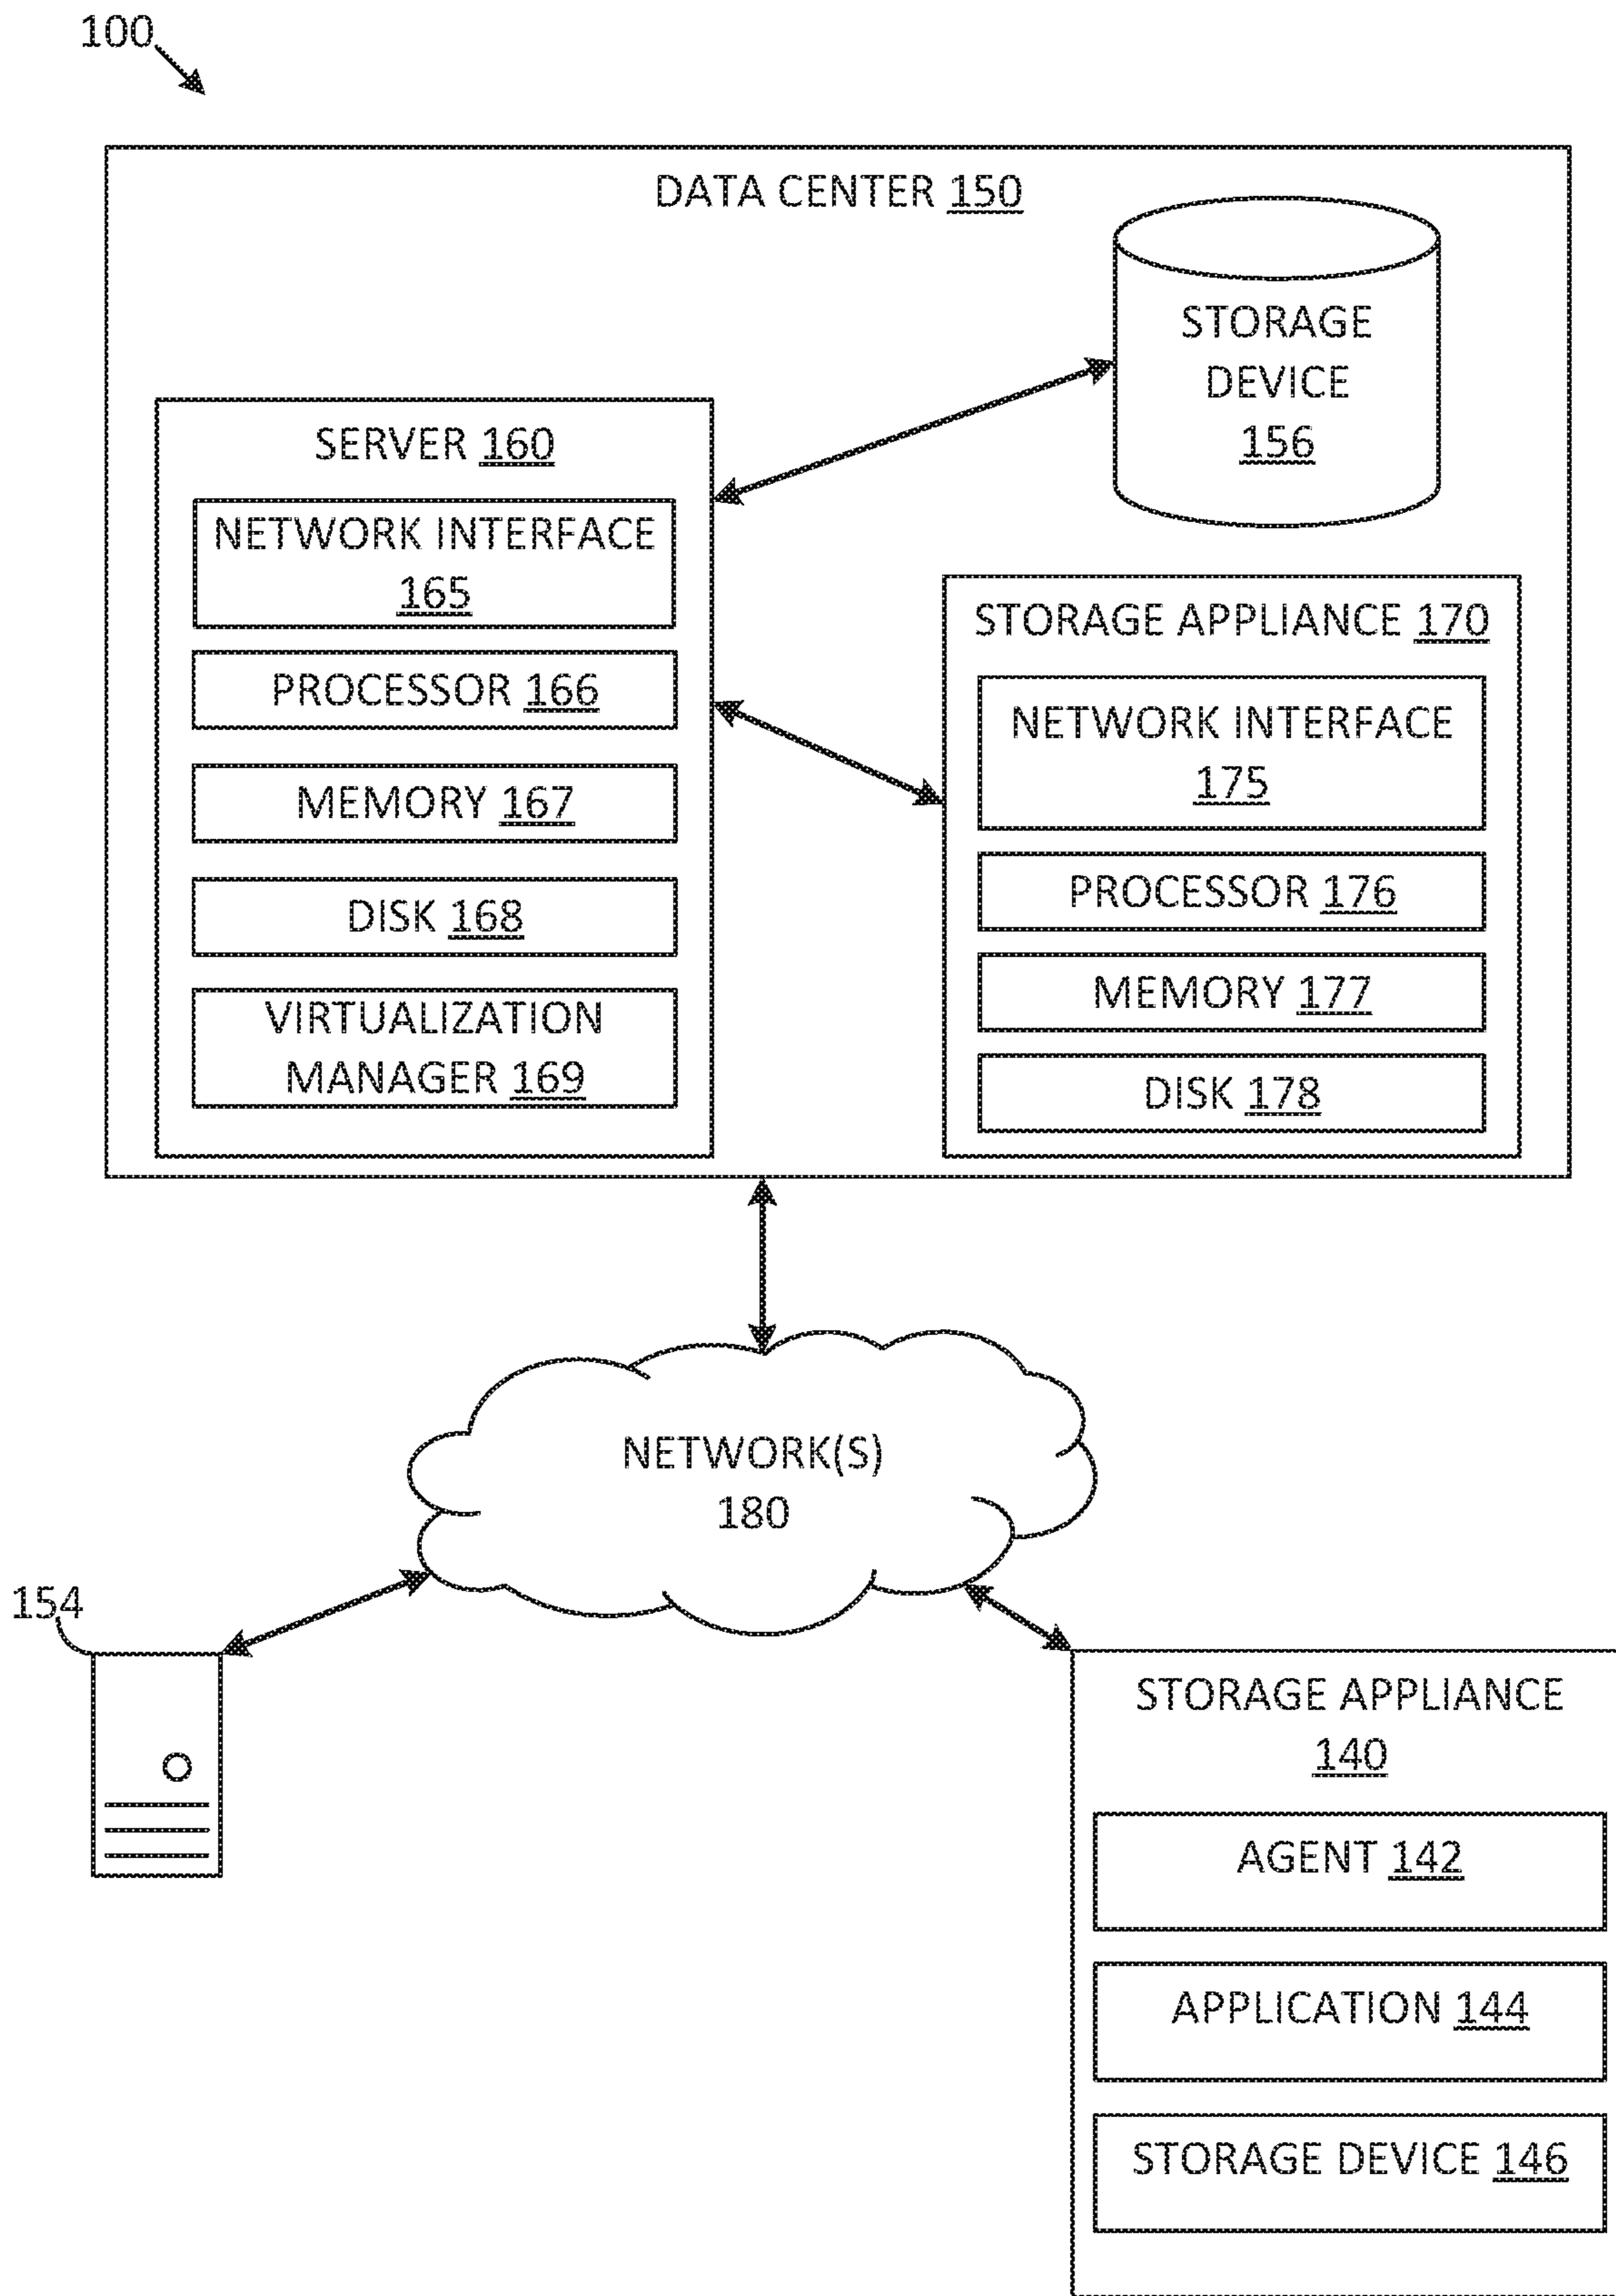 100
DATA CENTER 150
STORAGE
DEVICE
156
SERVER 160
NETWORK INTERFACE
165
PROCESSOR 166
MEMORY 167
DISK 168
VIRTUALIZATION
MANAGER 169
STORAGE APPLIANCE 170
NETWORK INTERFACE
175
PROCESSOR 176
MEMORY 177
DISK 178
NETWORK(S)
180
154
STORAGE APPLIANCE
140
AGENT 142
APPLICATION 144
STORAGE DEVICE 146